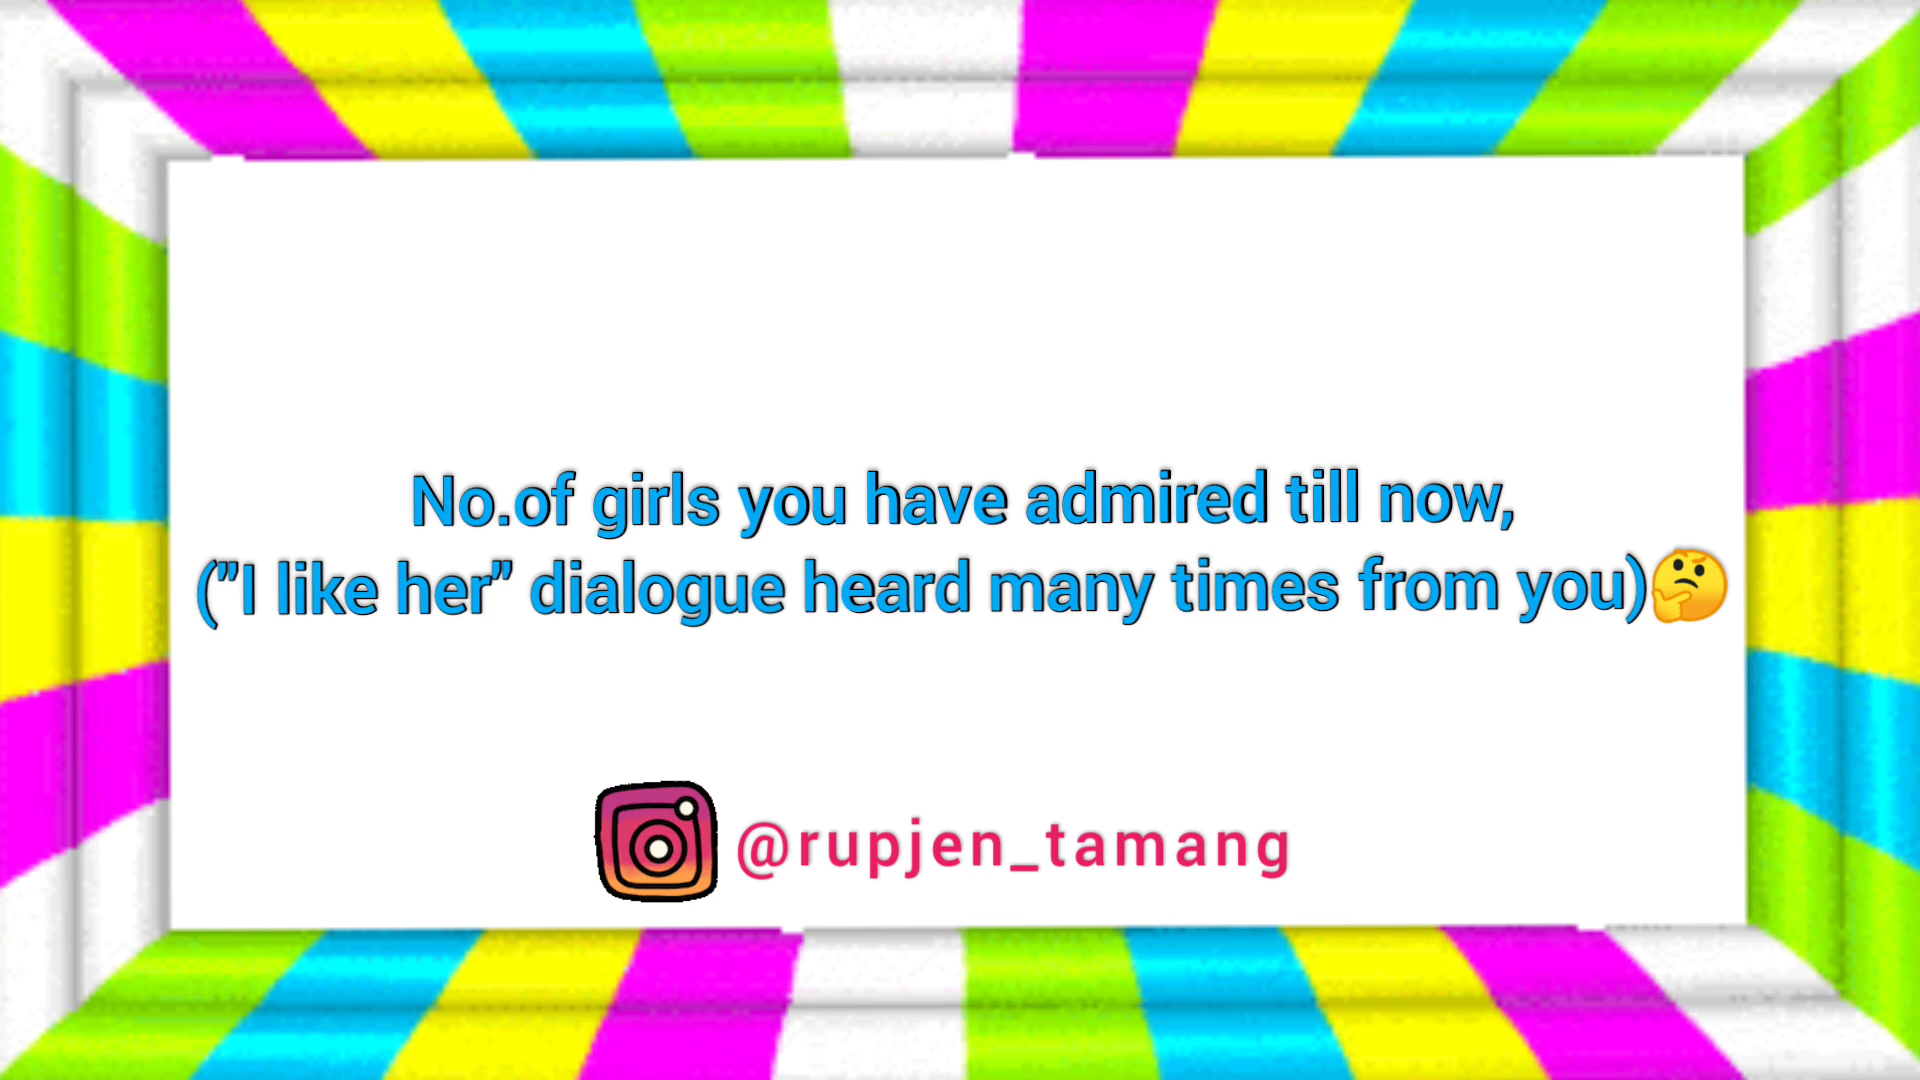 No.of girls you have admired till now,
("I like her" dialogue heard many times from you)🤔
@rupjen_tamang